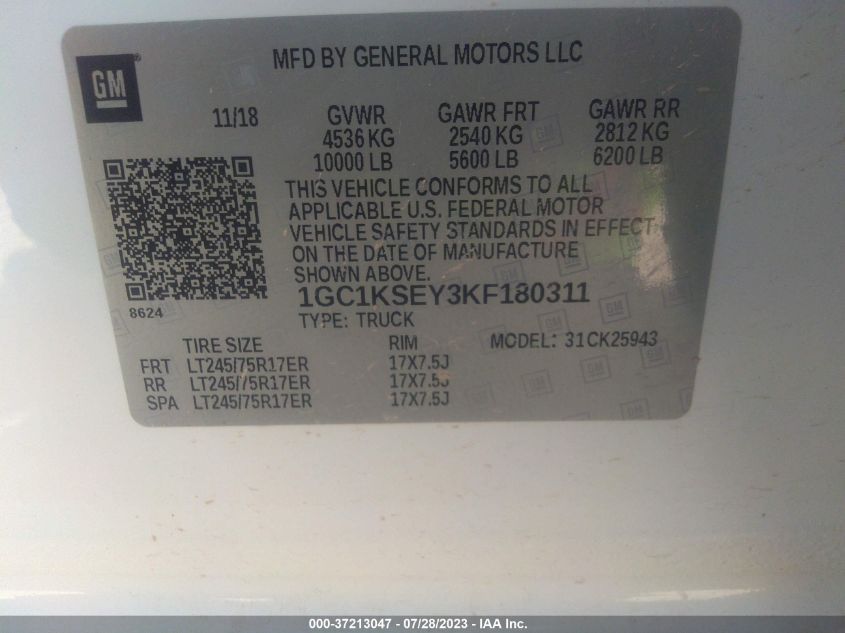 GM
MFD BY GENERAL MOTORS LLC
11/18 GVWR GAWR FRT GAWR RR
4536 KG 2540 KG 2812 KG
10000 LB 5600 LB 6200 LB
THIS VEHICLE CONFORMS TO ALL
APPLICABLE U.S. FEDERAL MOTOR
VEHICLE SAFETY STANDARDS IN EFFECT
ON THE DATE OF MANUFACTURE
SHOWN ABOVE.
8624
1GC1KSEY3KF180311
TYPE: TRUCK
TIRE SIZE RIM MODEL: 31CK25943
FRT LT245/75R17ER 17X7.5J
RR LT245/75R17ER 17X7.5J
SPA LT245/75R17ER 17X7.5J
000-37213047 - 07/28/2023 - © IAA Inc.